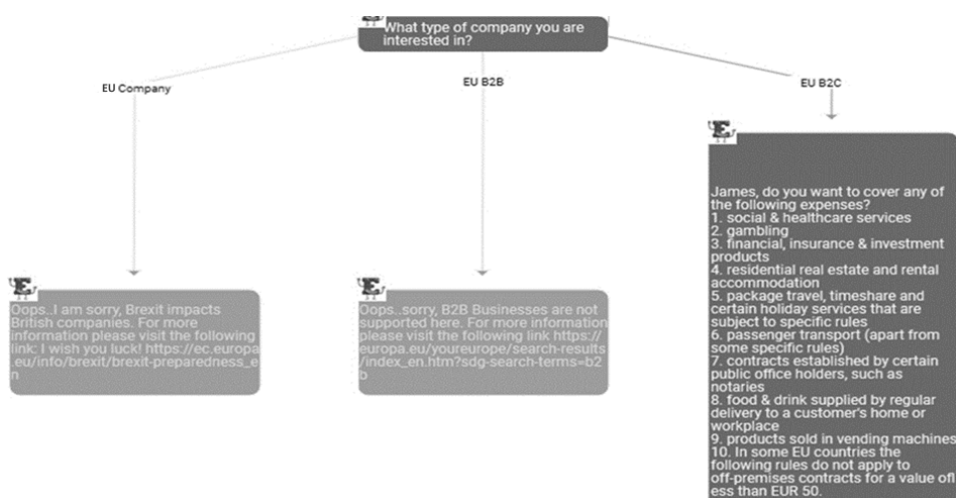 What type of company you are
interested in?
EU Company
EU B2B
EU B2C
Oops..I am sorry, Brexit impacts
British companies. For more
information please visit the following
link: I wish you luck! https://ec.europa
.eu/info/brexit/brexit-preparedness_e
n
Oops..sorry, B2B Businesses are not
supported here. For more information
please visit the following link https://
europa.eu/youreurope/search-results
/index_en.htm?sdg-search-terms=b2
b
James, do you want to cover any of
the following expenses?
1. social & healthcare services
2. gambling
3. financial, insurance & investment
products
4. residential real estate and rental
accommodation
5. package travel, timeshare and
certain holiday services that are
subject to specific rules
6. passenger transport (apart from
some specific rules)
7. contracts established by certain
public office holders, such as
notaries
8. food & drink supplied by regular
delivery to a customer's home or
workplace
9. products sold in vending machines
10. In some EU countries the
following rules do not apply to
off-premises contracts for a value ofl
ess than EUR 50.